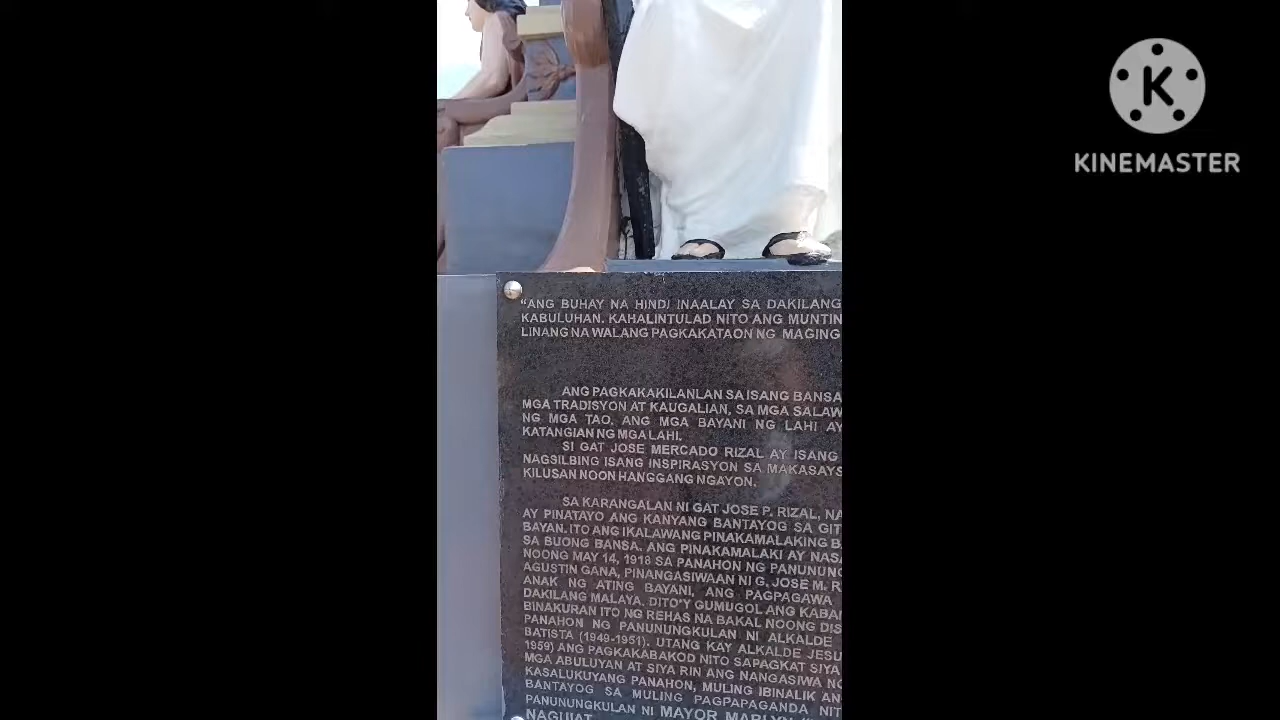 KINEMASTER
"ANG BUHAY NA HINDI INAALAY SA DAKILANG
KABULUHAN. KAHALINTULAD NITO ANG MUNTIN
LINANG NA WALANG PAGKAKATAON NG MAGING
ANG PAGKAKAKILANLAN SA ISANG BANSA
MGA TRADISYON AT KAUGALIAN, SA MGA SALAW
NG MGA TAO. ANG MGA BAYANI NG LAHI AY
KATANGIAN NG MGA LAHI.
SI GAT JOSE MERCADO RIZAL AY ISANG
NAGSILBING ISANG INSPIRASYON SA MAKASAYS
KILUSAN NOON HANGGANG NGAYON.
SA KARANGALAN NI GAT JOSE P. RIZAL, NA
AY PINATAYO ANG KANYANG BANTAYOG SA GIT
BAYAN. ITO ANG IKALAWANG PINAKAMALAKING B
SA BUONG BANSA. ANG PINAKAMALAKI AY NASA
NOONG MAY 14, 1918 SA PANAHON NG PANUNUNG
AGUSTIN GANA, PINANGASIWAAN NI G. JOSE M. R
ANAK NG ATING BAYANI, ANG PAGPAGAWA
DAKILANG MALAYA. DITO'Y GUMUGOL ANG KABA
BINAKURAN ITO NG REHAS NA BAKAL NOONG DIS
PANAHON NG PANUNUNGKULAN NI ALKALDE
BATISTA (1949-1951). UTANG KAY ALKALDE JESU
1959) ANG PAGKAKABAKOD NITO SAPAGKAT SIYA
MGA ABULUYAN AT SIYA RIN ANG NANGASIWA NG
KASALUKUYANG PANAHON, MULING IBINALIK AN
BANTAYOG SA MULING PAGPAPAGANDA NIT
PANUNUNGKULAN NI MAYOR MARLYN
NAGUIAT